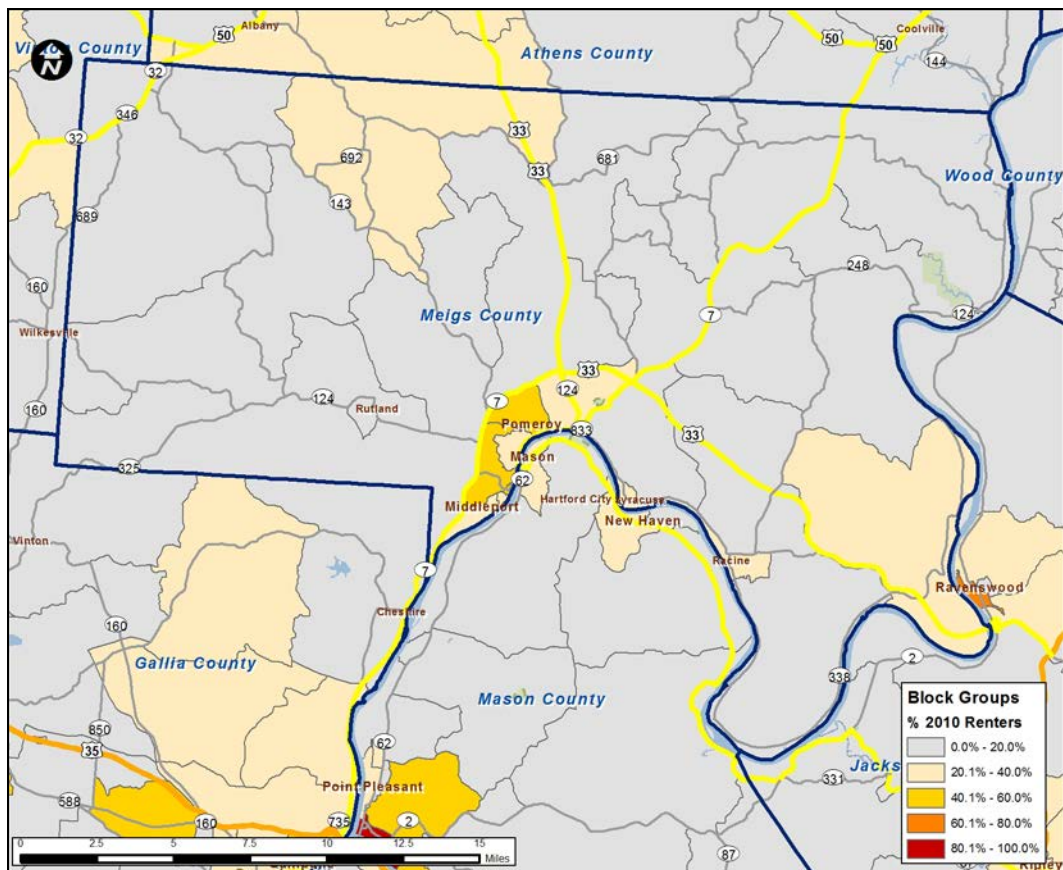 Albany
50
Coolville
50
50
Vinton County
Athens County
N
32
144
346
32
33
681
33
692
Wood County
143
689
248
160
124
Meigs County
7
Wilkesville
33
7
124
160
124
Rutland
Pomeroy
833
33
Mason
325
62
Hartford City
Syracuse
Middleport
New Haven
Vinton
Racine
7
Ravenswood
Cheshire
160
Gallia County
2
338
Mason County
850
62
35
Point Pleasant
331
588
735
2
160
87
Ripley
Block Groups
% 2010 Renters
0.0% - 20.0%
20.1% - 40.0%
40.1% - 60.0%
60.1% - 80.0%
80.1% - 100.0%
0 2.5 5 7.5 10 12.5 15
Miles